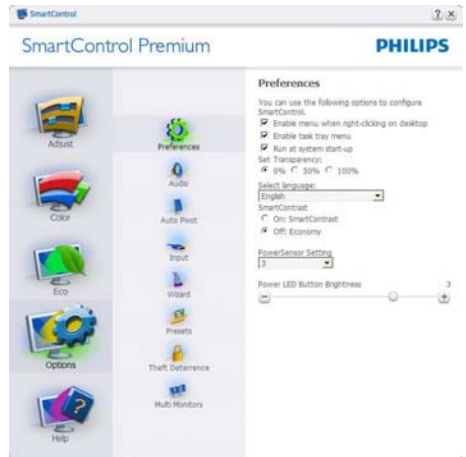 SmartControl
SmartControl Premium
PHILIPS
Adjust
Color
Eco
Options
Help
Preferences
Audio
Auto Pivot
Input
Wizard
Presets
Theft Deterrence
Multi Monitors
Preferences
You can use the following options to configure
SmartControl.
Enable menu when right-clicking on desktop
Enable task tray menu
Run at system start-up
Set Transparency:
0% 50% 100%
Select language:
English
SmartContrast
On: SmartContrast
Off: Economy
PowerSensor Setting
3
Power LED Button Brightness 3